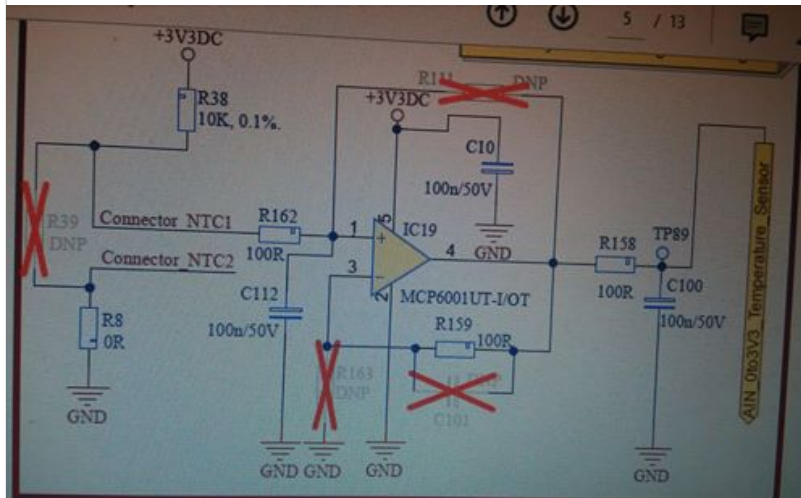 5 / 13
+3V3DC
R38
10K, 0.1%.
R111
DNP
+3V3DC
C10
100n/50V
GND
R39
DNP
Connector_NTC1
R162
100R
1
+
5
IC19
4
3
-
2
MCP6001UT-I/OT
Connector_NTC2
R8
0R
GND
C112
100n/50V
GND
R163
DNP
GND
GND
R159
100R
DNP
C101
R158
100R
TP89
C100
100n/50V
GND
AIN_0to3V3_Temperature_Sensor